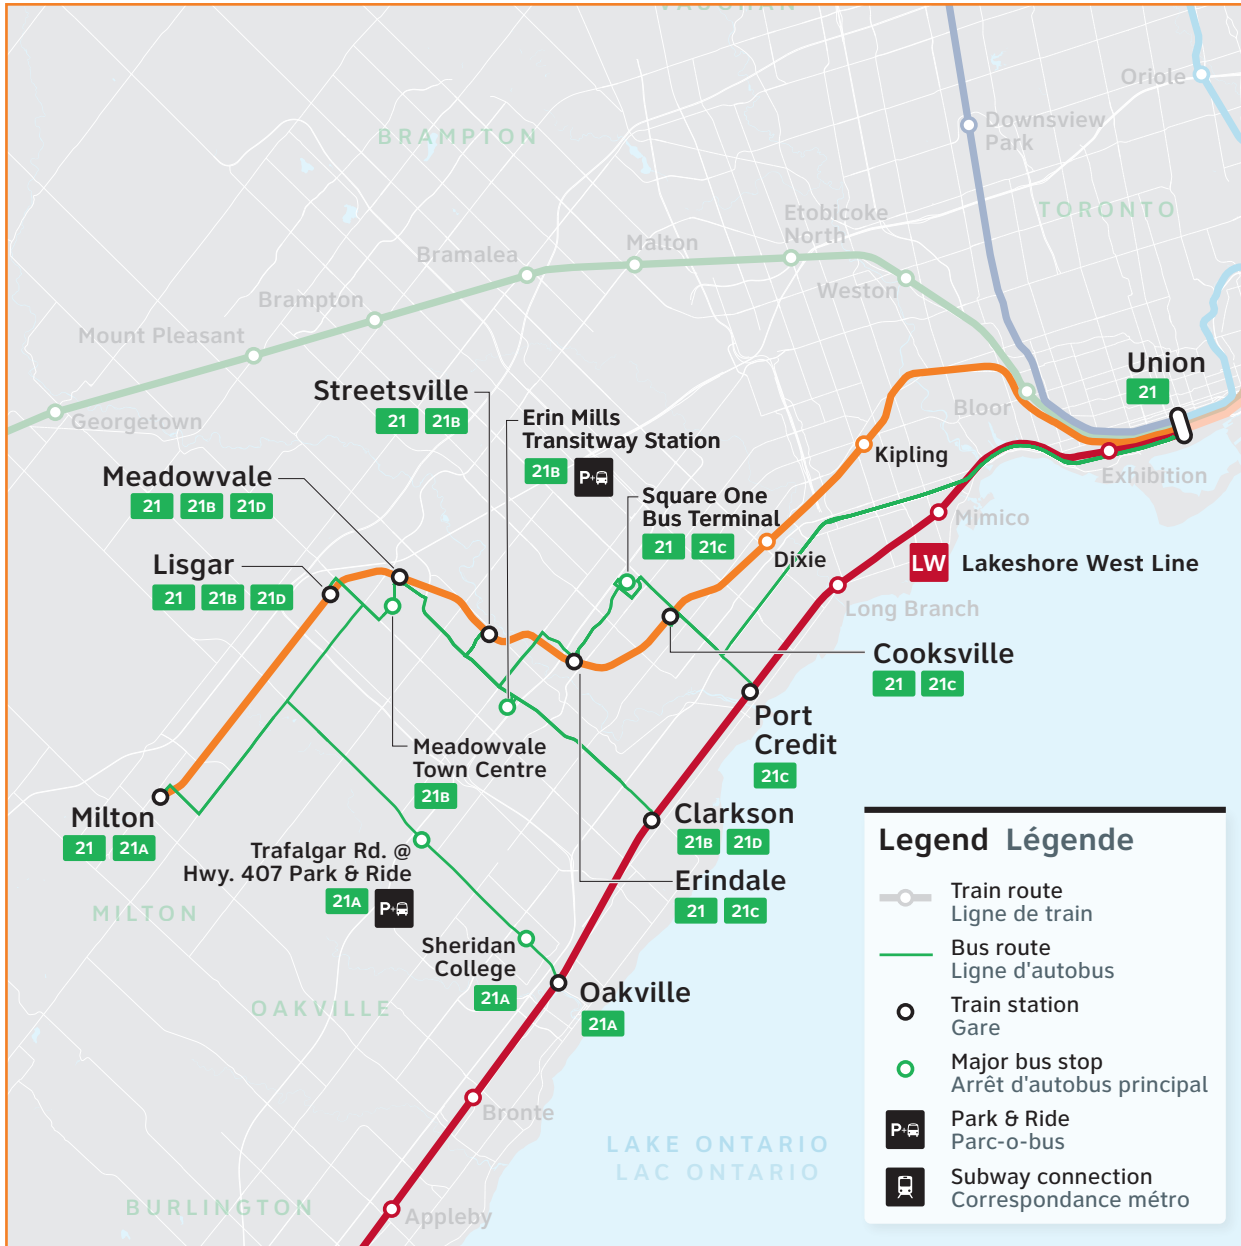 VAUGHAN
Oriole
Downsview
Park
BRAMPTON
TORONTO
Etobicoke
North
Malton
Bramalea
Weston
Brampton
Mount Pleasant
Georgetown
Union
21
Bloor
Exhibition
Streetsville
21 21B
Erin Mills
Transitway Station
21B P+
Kipling
Meadowvale
21 21B 21D
Square One
Bus Terminal
21 21C
Mimico
Dixie
LW Lakeshore West Line
Lisgar
21 21B 21D
Long Branch
Cooksville
21 21C
Port
Credit
21C
Meadowvale
Town Centre
21B
Milton
21 21A
Clarkson
21B 21D
Trafalgar Rd. @
Hwy. 407 Park & Ride
21A P+
Erindale
21 21C
MILTON
Sheridan
College
21A
Oakville
21A
OAKVILLE
Bronte
LAKE ONTARIO
LAC ONTARIO
BURLINGTON
Appleby
Legend Légende
Train route
Ligne de train
Bus route
Ligne d'autobus
Train station
Gare
Major bus stop
Arrêt d'autobus principal
P+ Park & Ride
Parc-o-bus
Subway connection
Correspondance métro